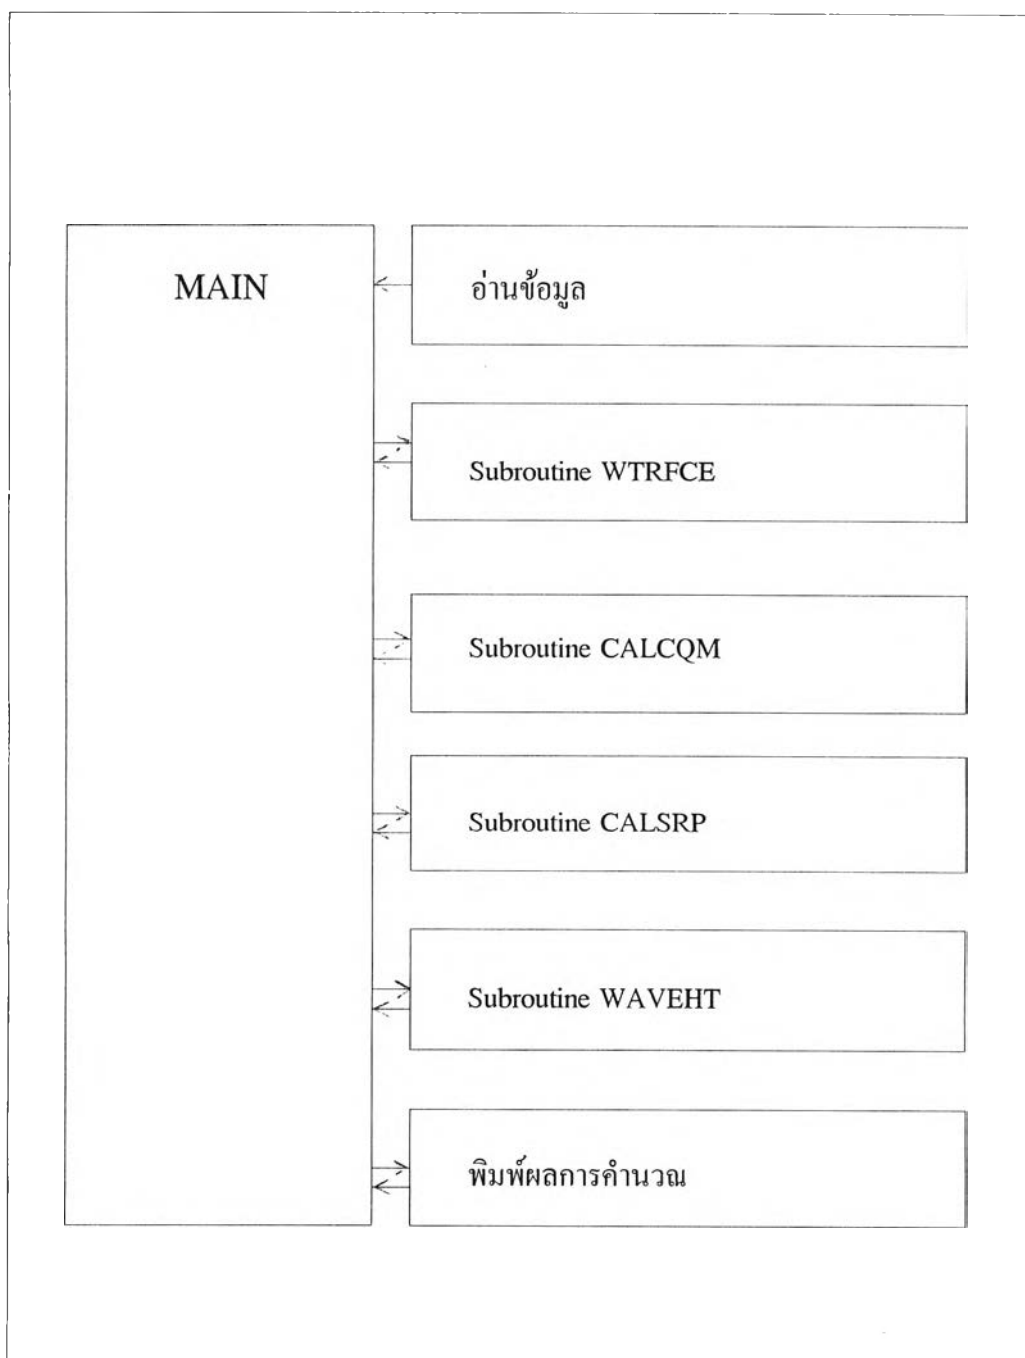 MAIN
อ่านข้อมูล
Subroutine WTRFCE
Subroutine CALCQM
Subroutine CALSRP
Subroutine WAVEHT
พิมพ์ผลการคำนวณ